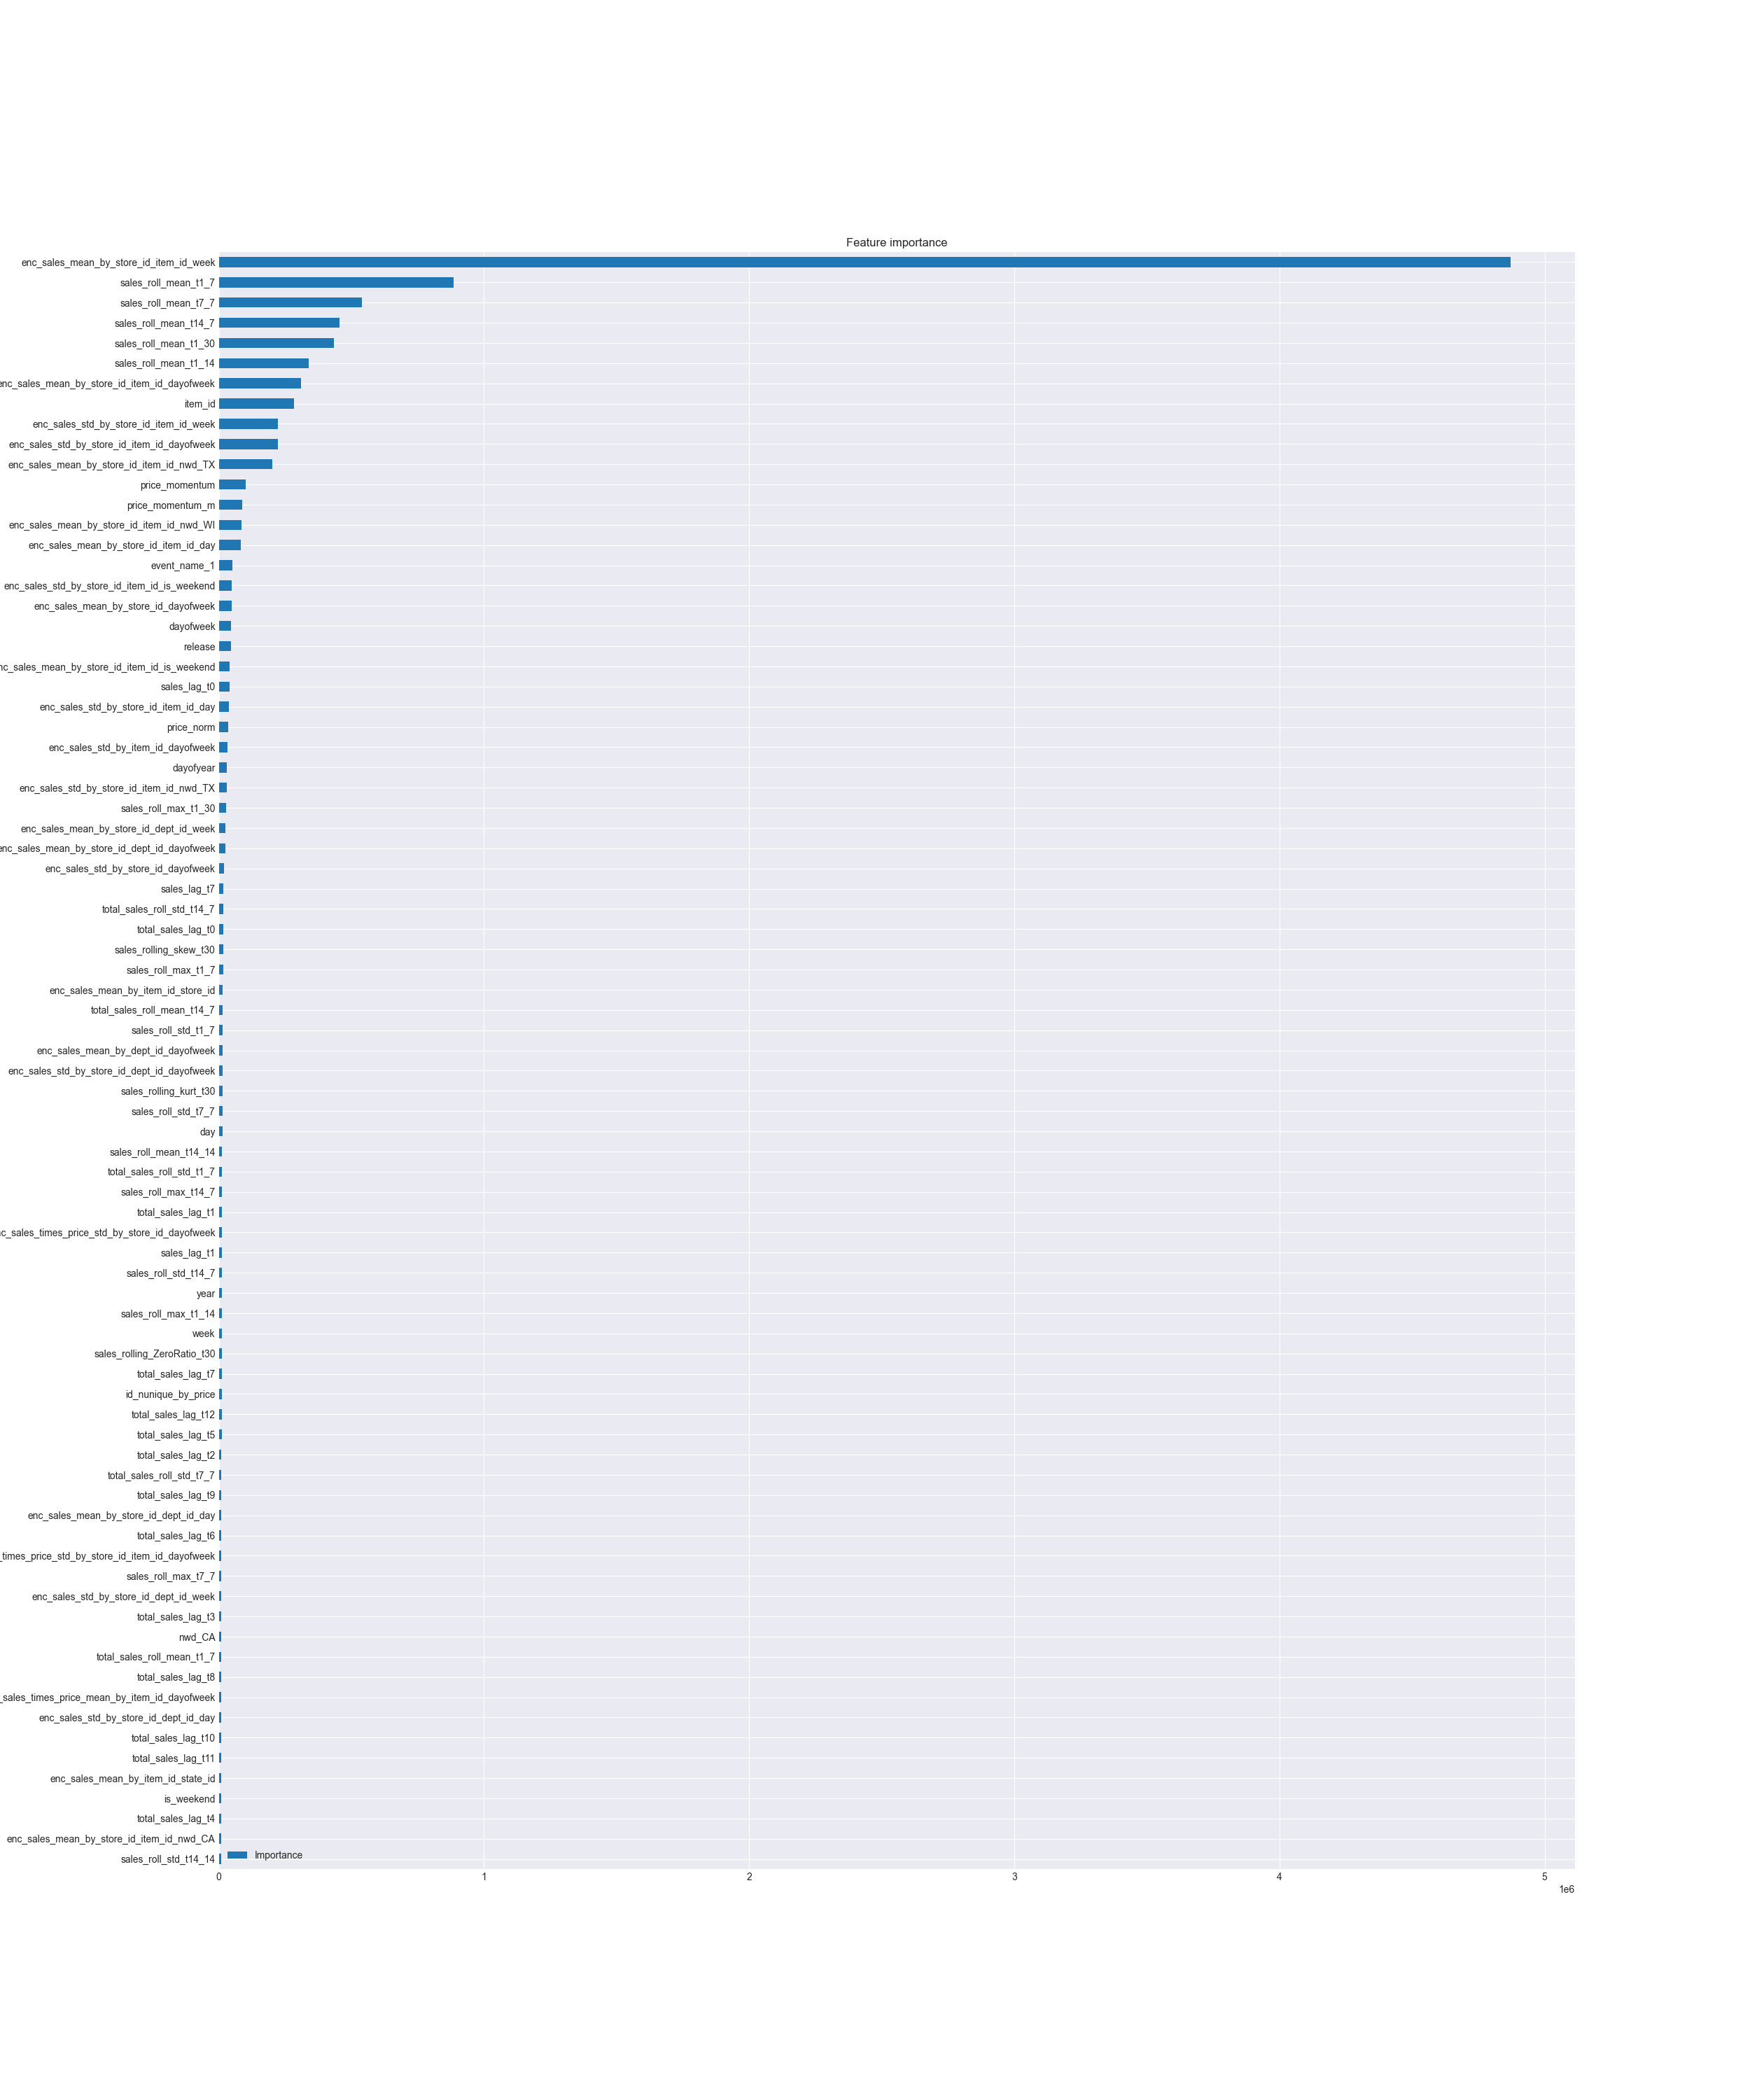 Feature importance
enc_sales_mean_by_store_id_item_id_week
sales_roll_mean_t1_7
sales_roll_mean_t7_7
sales_roll_mean_t14_7
sales_roll_mean_t1_30
sales_roll_mean_t1_14
enc_sales_mean_by_store_id_item_id_dayofweek
item_id
enc_sales_std_by_store_id_item_id_week
enc_sales_std_by_store_id_item_id_dayofweek
enc_sales_mean_by_store_id_item_id_nwd_TX
price_momentum
price_momentum_m
enc_sales_mean_by_store_id_item_id_nwd_WI
enc_sales_mean_by_store_id_item_id_day
event_name_1
enc_sales_std_by_store_id_item_id_is_weekend
enc_sales_mean_by_store_id_dayofweek
dayofweek
release
nc_sales_mean_by_store_id_item_id_is_weekend
sales_lag_t0
enc_sales_std_by_store_id_item_id_day
price_norm
enc_sales_std_by_item_id_dayofweek
dayofyear
enc_sales_std_by_store_id_item_id_nwd_TX
sales_roll_max_t1_30
enc_sales_mean_by_store_id_dept_id_week
enc_sales_mean_by_store_id_dept_id_dayofweek
enc_sales_std_by_store_id_dayofweek
sales_lag_t7
total_sales_roll_std_t14_7
total_sales_lag_t0
sales_rolling_skew_t30
sales_roll_max_t1_7
enc_sales_mean_by_item_id_store_id
total_sales_roll_mean_t14_7
sales_roll_std_t1_7
enc_sales_mean_by_dept_id_dayofweek
enc_sales_std_by_store_id_dept_id_dayofweek
sales_rolling_kurt_t30
sales_roll_std_t7_7
day
sales_roll_mean_t14_14
total_sales_roll_std_t1_7
sales_roll_max_t14_7
total_sales_lag_t1
c_sales_times_price_std_by_store_id_dayofweek
sales_lag_t1
sales_roll_std_t14_7
year
sales_roll_max_t1_14
week
sales_rolling_ZeroRatio_t30
total_sales_lag_t7
id_nunique_by_price
total_sales_lag_t12
total_sales_lag_t5
total_sales_lag_t2
total_sales_roll_std_t7_7
total_sales_lag_t9
enc_sales_mean_by_store_id_dept_id_day
total_sales_lag_t6
_times_price_std_by_store_id_item_id_dayofweek
sales_roll_max_t7_7
enc_sales_std_by_store_id_dept_id_week
total_sales_lag_t3
nwd_CA
total_sales_roll_mean_t1_7
total_sales_lag_t8
_sales_times_price_mean_by_item_id_dayofweek
enc_sales_std_by_store_id_dept_id_day
total_sales_lag_t10
total_sales_lag_t11
enc_sales_mean_by_item_id_state_id
is_weekend
total_sales_lag_t4
enc_sales_mean_by_store_id_item_id_nwd_CA
sales_roll_std_t14_14
Importance
0 1 2 3 4 5
1e6